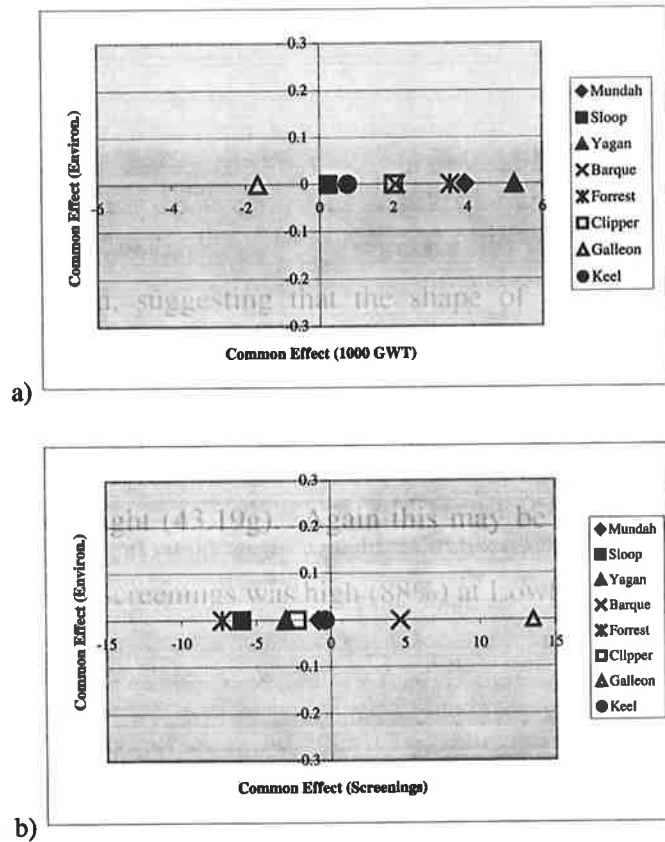 0.3
0.2
0.1
0
-6 -4 -2 0 2 4 6
-0.1
-0.2
-0.3
Common Effect (Environ.)
Common Effect (1000 GWT)
Mundah
Sloop
Yagan
Barque
Forrest
Clipper
Galleon
Keel
d, suggesting that the shape of
a)
0.3
0.2
0.1
0
-15 -10 -5 0 5 10 15
-0.1
-0.2
-0.3
Common Effect (Environ.)
Common Effect (Screenings)
Mundah
Sloop
Yagan
Barque
Forrest
Clipper
Galleon
Keel
ght (43.19g). Again this may be
screenings was high (88%) at
b)